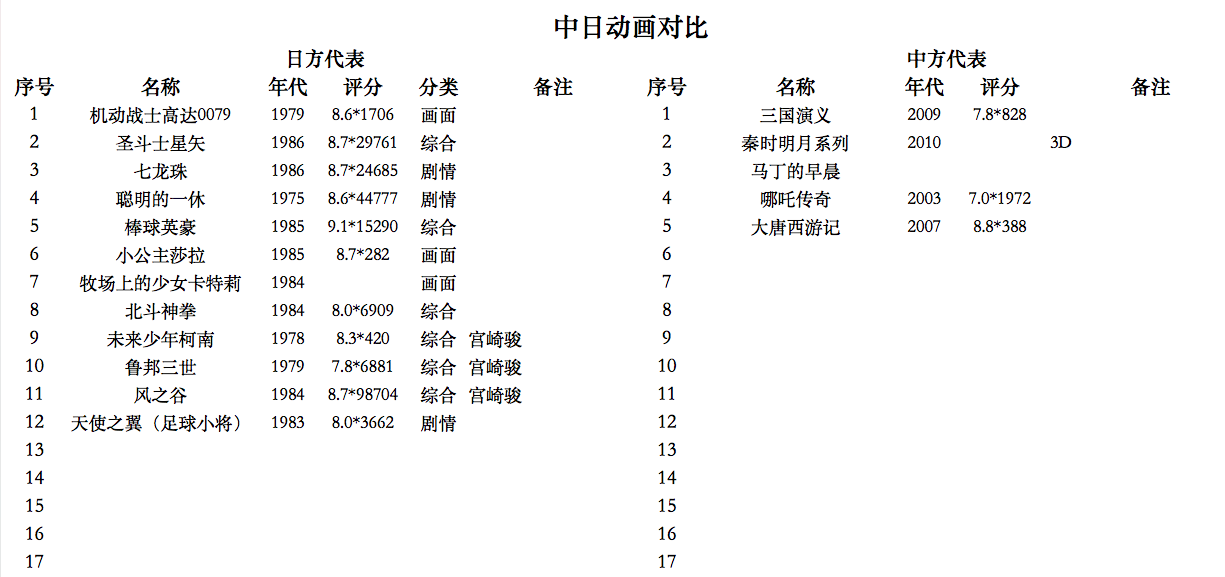 中日动画对比
日方代表 中方代表
序号 名称 年代 评分 分类 备注 序号 名称 年代 评分 备注
1 机动战士高达0079 1979 8.6*1706 画面 1 三国演义 2009 7.8*828
2 圣斗士星矢 1986 8.7*29761 综合 2 秦时明月系列 2010 3D
3 七龙珠 1986 8.7*24685 剧情 3 马丁的早晨
4 聪明的一休 1975 8.6*44777 剧情 4 哪吒传奇 2003 7.0*1972
5 棒球英豪 1985 9.1*15290 综合 5 大唐西游记 2007 8.8*388
6 小公主莎拉 1985 8.7*282 画面 6
7 牧场上的少女卡特莉 1984 画面 7
8 北斗神拳 1984 8.0*6909 综合 8
9 未来少年柯南 1978 8.3*420 综合 宫崎骏 9
10 鲁邦三世 1979 7.8*6881 综合 宫崎骏 10
11 风之谷 1984 8.7*98704 综合 宫崎骏 11
12 天使之翼（足球小将） 1983 8.0*3662 剧情 12
13 13
14 14
15 15
16 16
17 17